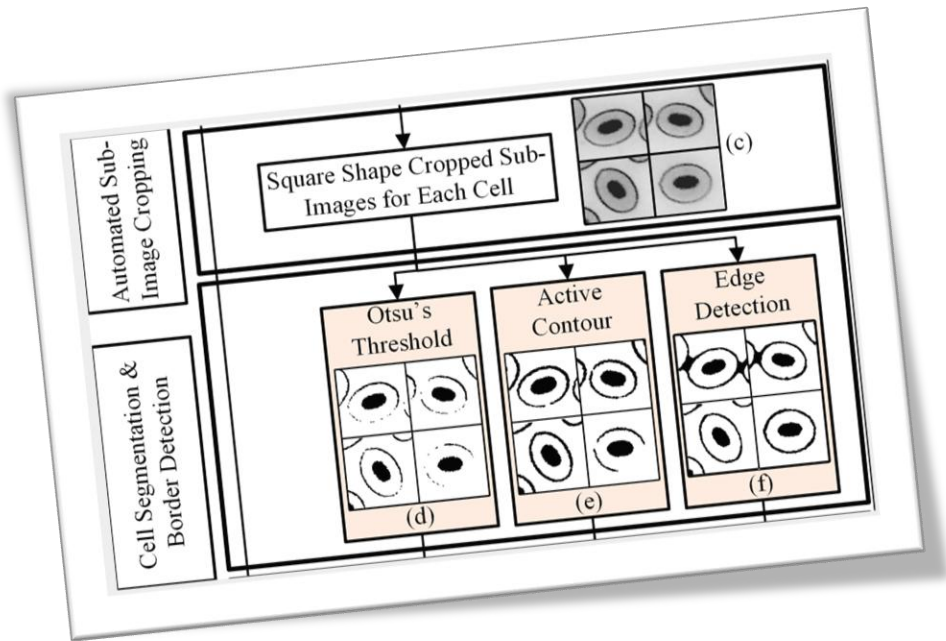 Automated Sub-
Image Cropping
Square Shape Cropped Sub-
Images for Each Cell
(c)
Cell Segmentation &
Border Detection
Otsu's
Threshold
(d)
Active
Contour
(e)
Edge
Detection
(f)